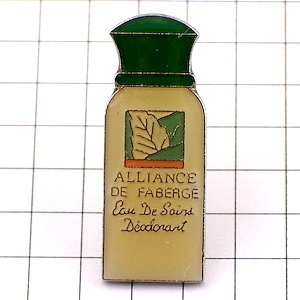 ALLIANCE
DE FABERGE
Eau De Soins
Déodorant